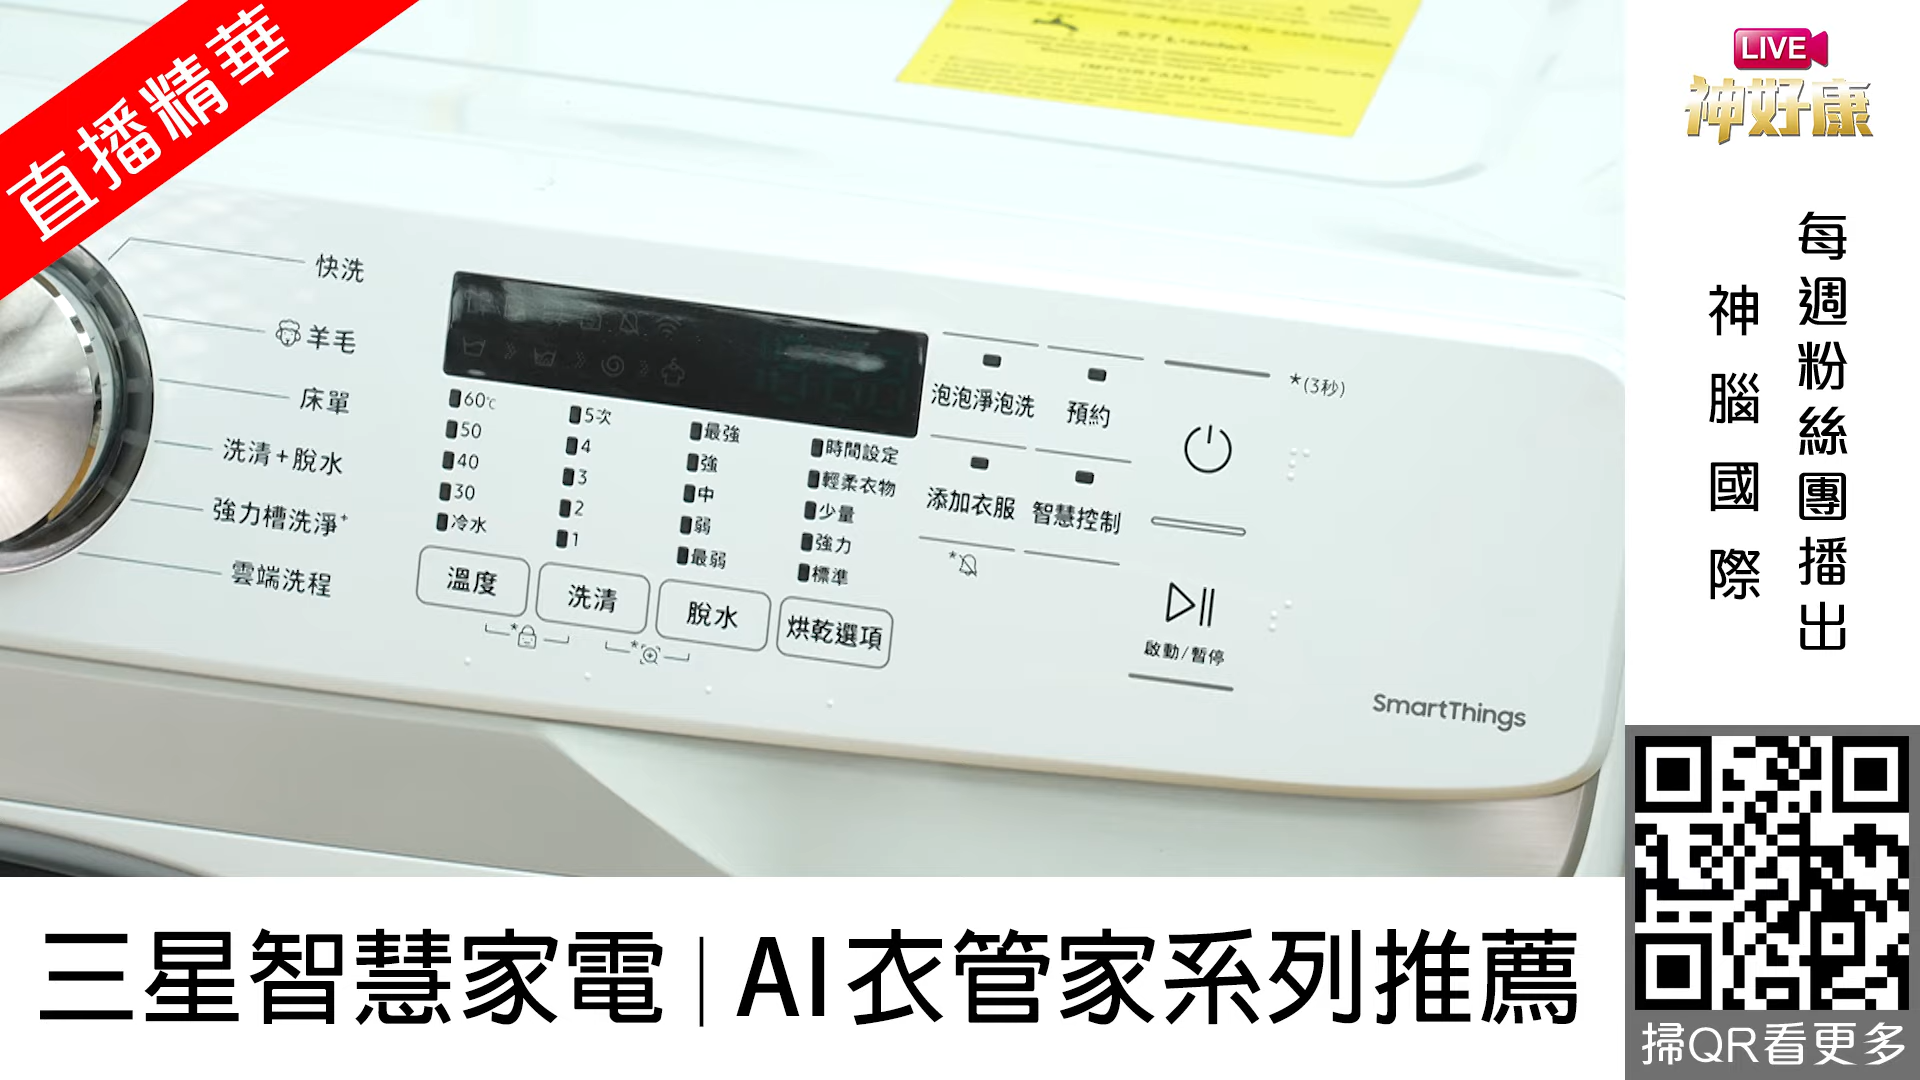 直播精華
快洗
羊毛
床單
洗清+脫水
強力槽洗淨+
雲端洗程
60℃
50
40
30
冷水
溫度
5次
4
3
2
1
洗清
最強
強
中
弱
最弱
脫水
時間設定
輕柔衣物
少量
強力
標準
烘乾選項
泡泡淨泡洗
預約
添加衣服
智慧控制
*(3秒)
啟動/暫停
SmartThings
IMPORTANTE
LIVE
神好康
每週粉絲團播出
神腦國際
三星智慧家電|AI衣管家系列推薦
掃QR看更多